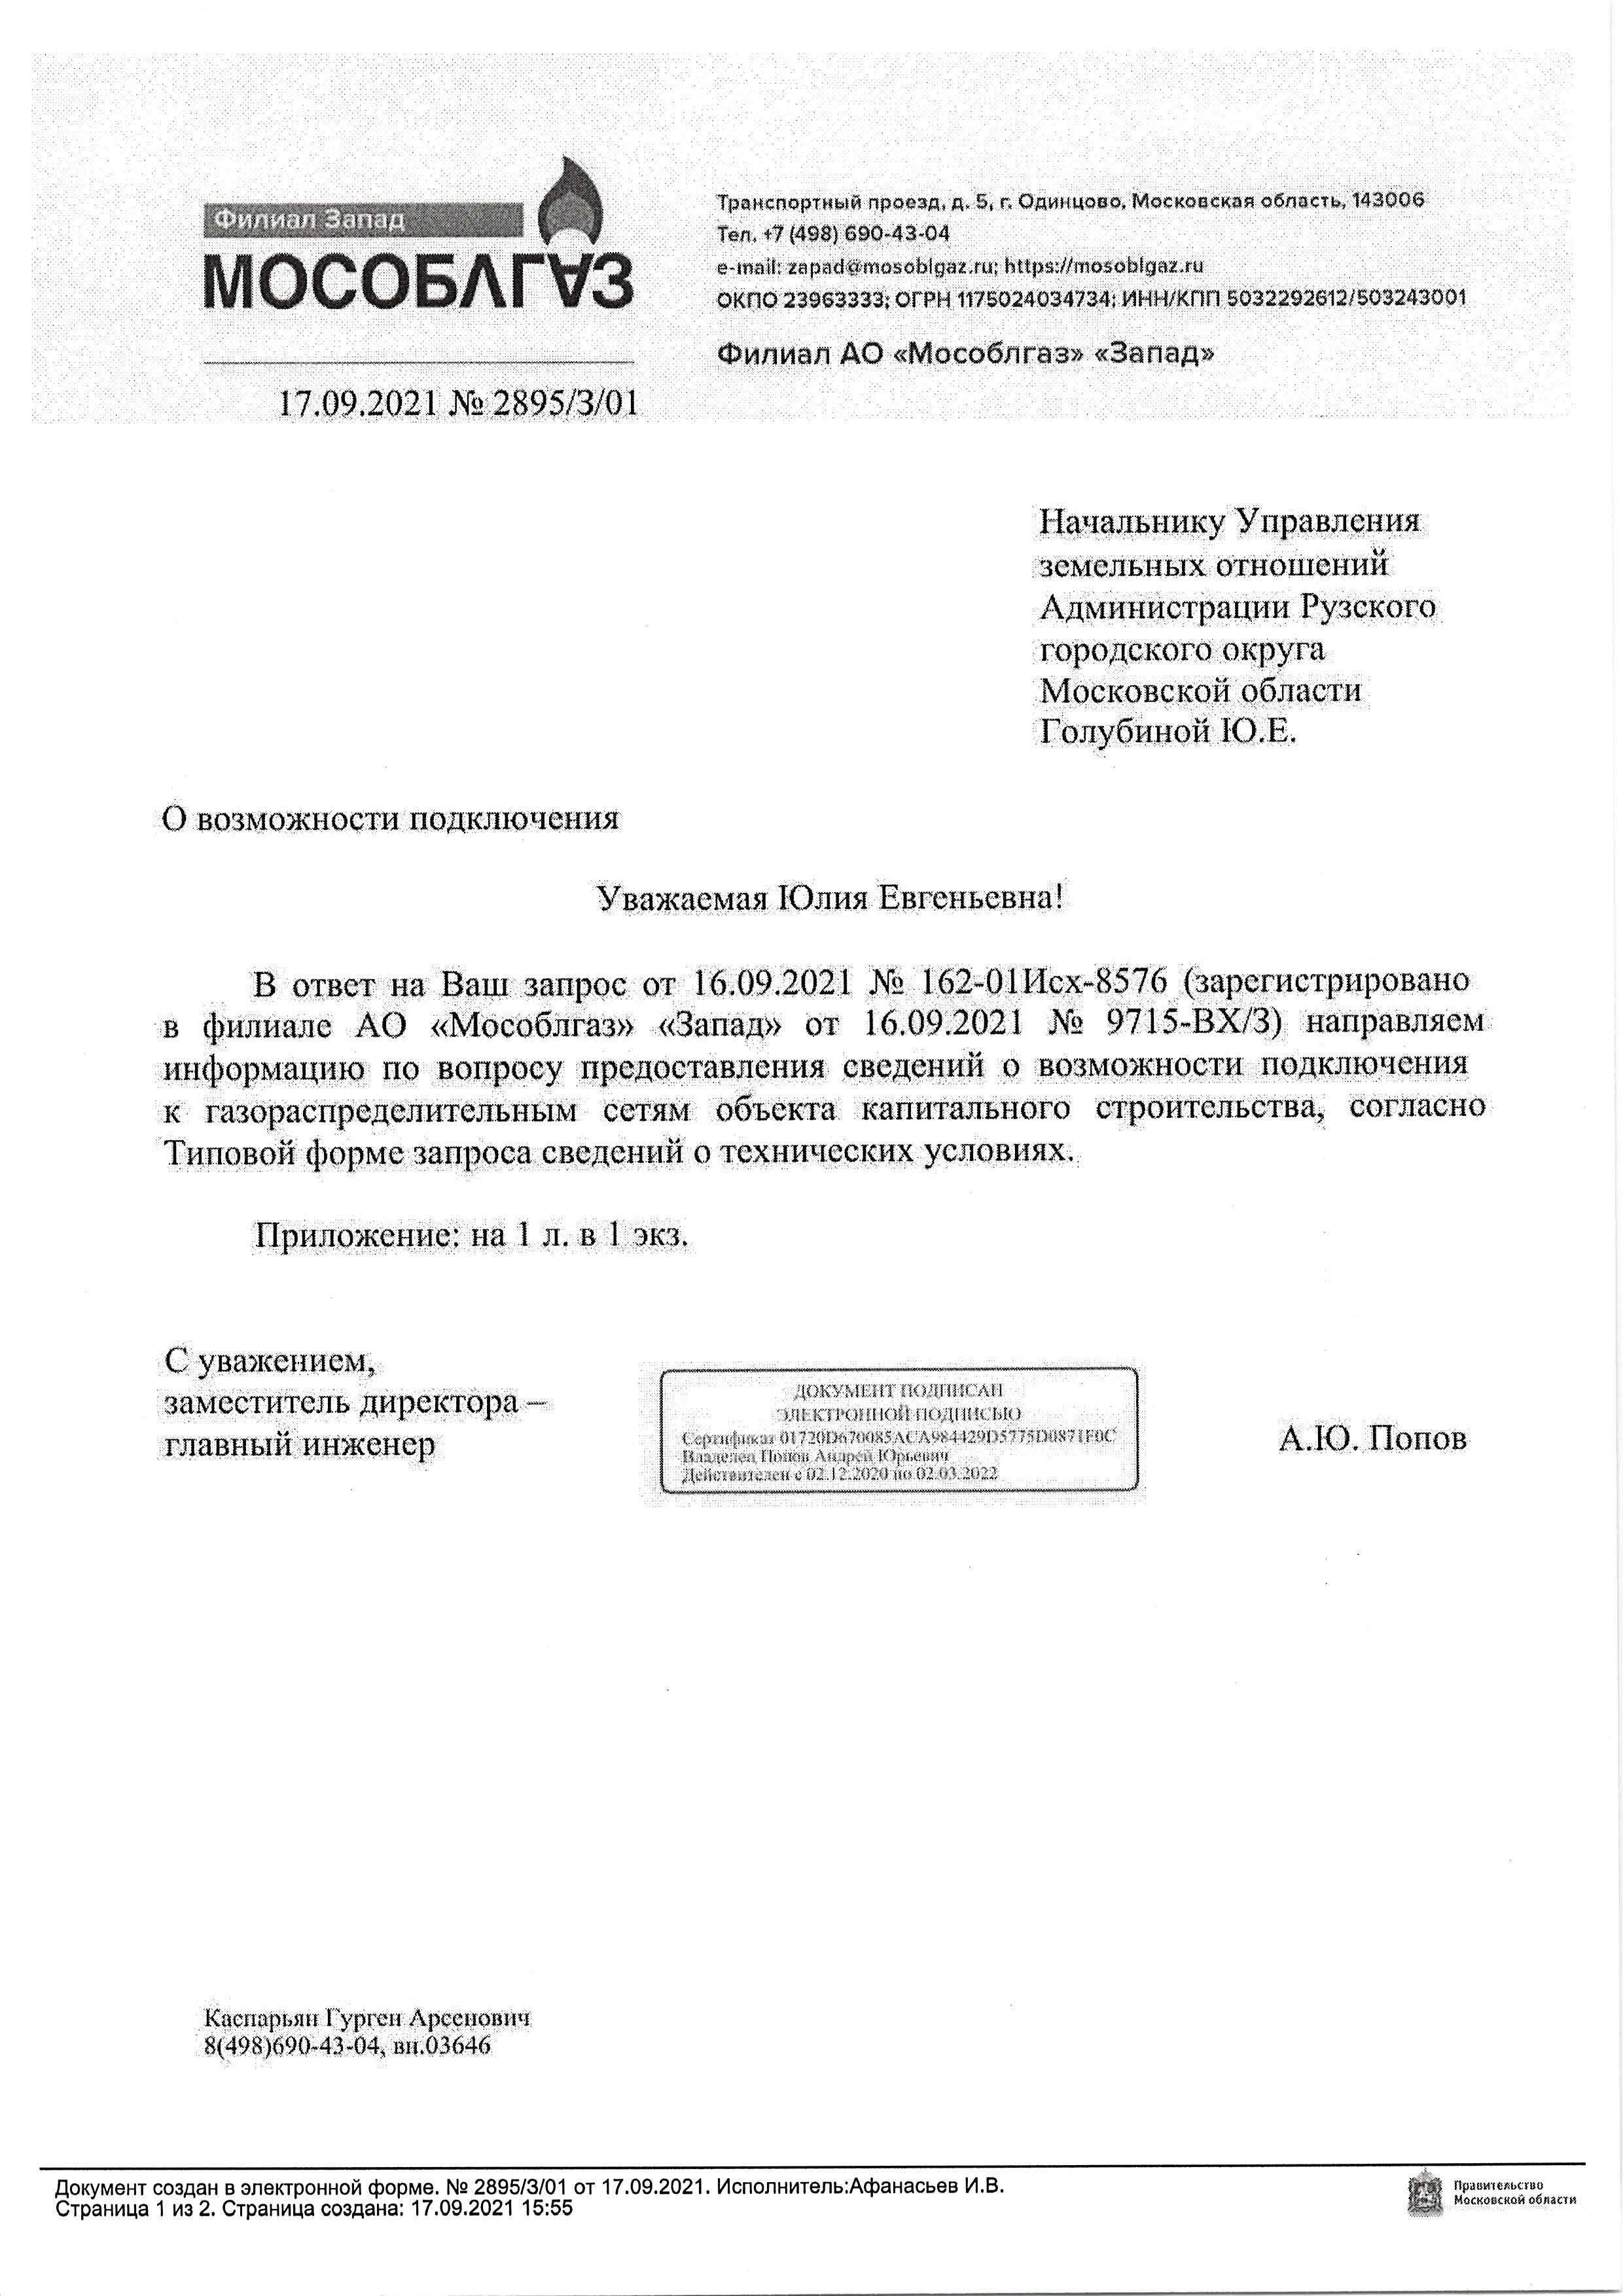 Филиал Запад
МОСОБЛГАЗ
17.09.2021 № 2895/З/01
Транспортный проезд, д. 5, г. Одинцово, Московская область, 143006
Тел. +7 (498) 690-43-04
e-mail: zapad@mosoblgaz.ru; https://mosoblgaz.ru
ОКПО 23963333; ОГРН 1175024034734; ИНН/КПП 5032292612/503243001
Филиал АО «Мособлгаз» «Запад»
Начальнику Управления
земельных отношений
Администрации Рузского
городского округа
Московской области
Голубиной Ю.Е.
О возможности подключения
Уважаемая Юлия Евгеньевна!
В ответ на Ваш запрос от 16.09.2021 № 162-01Исх-8576 (зарегистрировано
в филиале АО «Мособлгаз» «Запад» от 16.09.2021 № 9715-ВХ/З) направляем
информацию по вопросу предоставления сведений о возможности подключения
к газораспределительным сетям объекта капитального строительства, согласно
Типовой форме запроса сведений о технических условиях.
Приложение: на 1 л. в 1 экз.
С уважением,
заместитель директора –
главный инженер
ДОКУМЕНТ ПОДПИСАН
ЭЛЕКТРОННОЙ ПОДПИСЬЮ
Сертификат 01720D670085ACA984429D5775D0871F0C
Владелец Попов Андрей Юрьевич
Действителен с 02.12.2020 по 02.03.2022
А.Ю. Попов
Каспарьян Гурген Арсенович
8(498)690-43-04, вн.03646
Документ создан в электронной форме. № 2895/З/01 от 17.09.2021. Исполнитель:Афанасьев И.В.
Страница 1 из 2. Страница создана: 17.09.2021 15:55
Правительство
Московской области